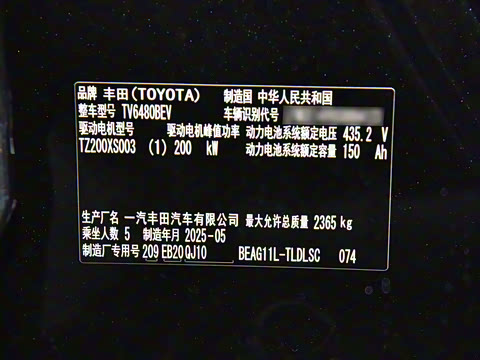 品牌 丰田(TOYOTA) 制造国 中华人民共和国
整车型号 TV6480BEV 车辆识别代号
驱动电机型号 驱动电机峰值功率 动力电池系统额定电压 435.2 V
TZ200XS003 (1) 200 kW 动力电池系统额定容量 150 Ah
生产厂名 一汽丰田汽车有限公司 最大允许总质量 2365 kg
乘坐人数 5 制造年月 2025-05
制造厂专用号 209 EB20 QJ10 BEAG11L-TLDLSC 074